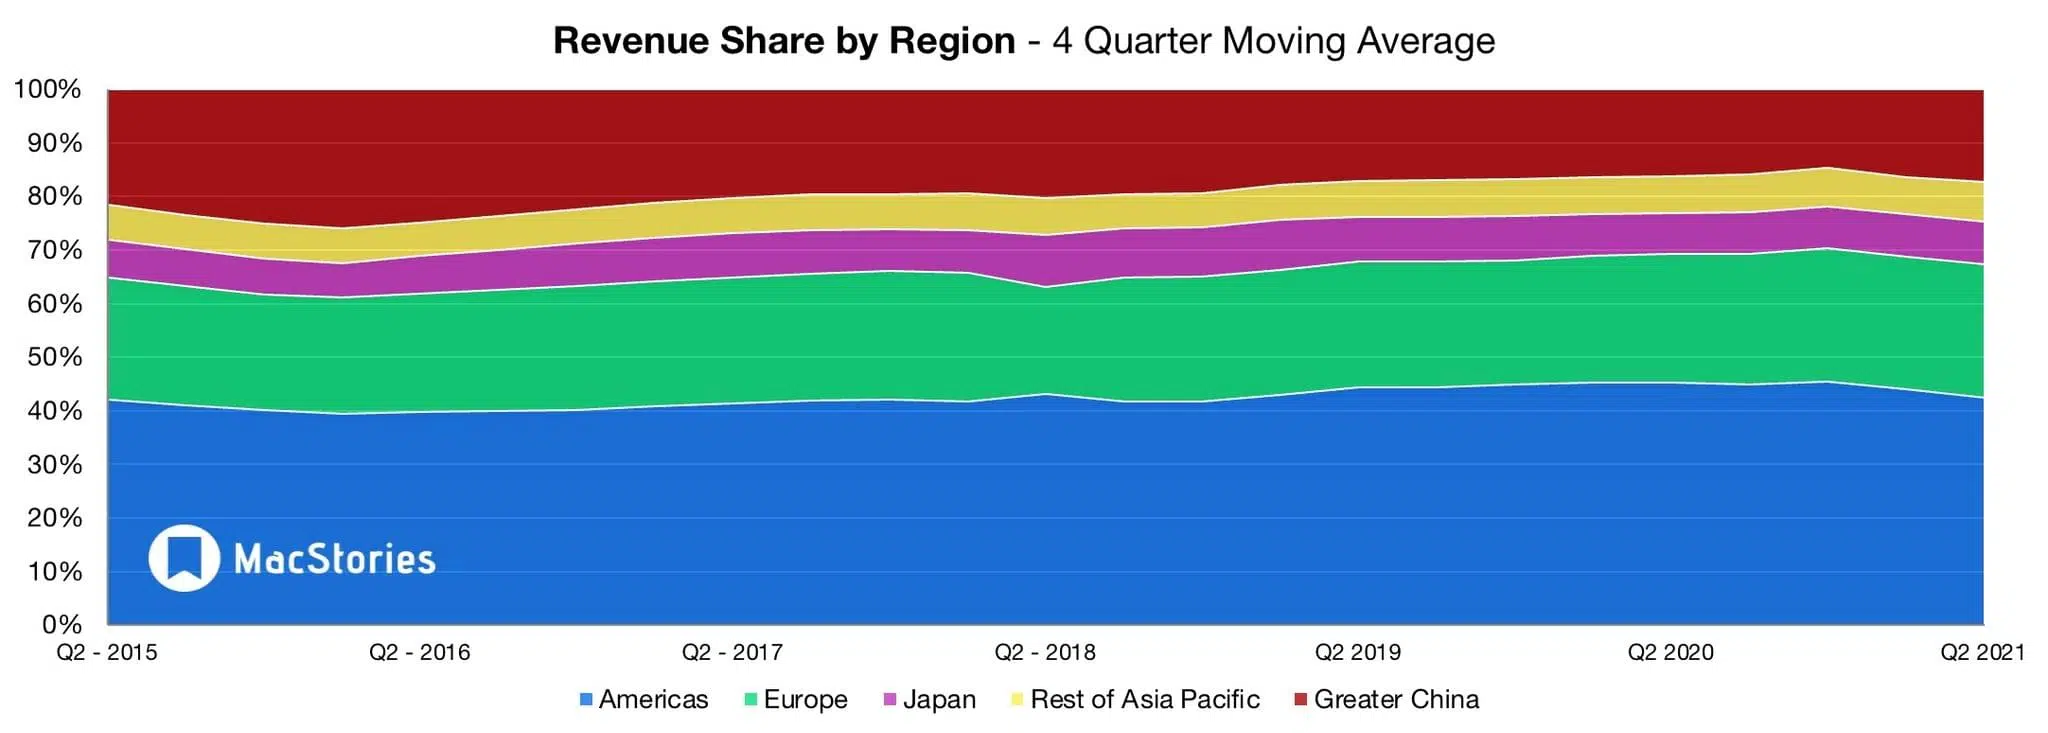 Revenue Share by Region - 4 Quarter Moving Average
100%
90%
80%
70%
60%
50%
40%
30%
20%
10%
0%
MacStories
Q2 - 2015 Q2 - 2016 Q2 - 2017 Q2 - 2018 Q2 2019 Q2 2020 Q2 2021
Americas Europe Japan Rest of Asia Pacific Greater China